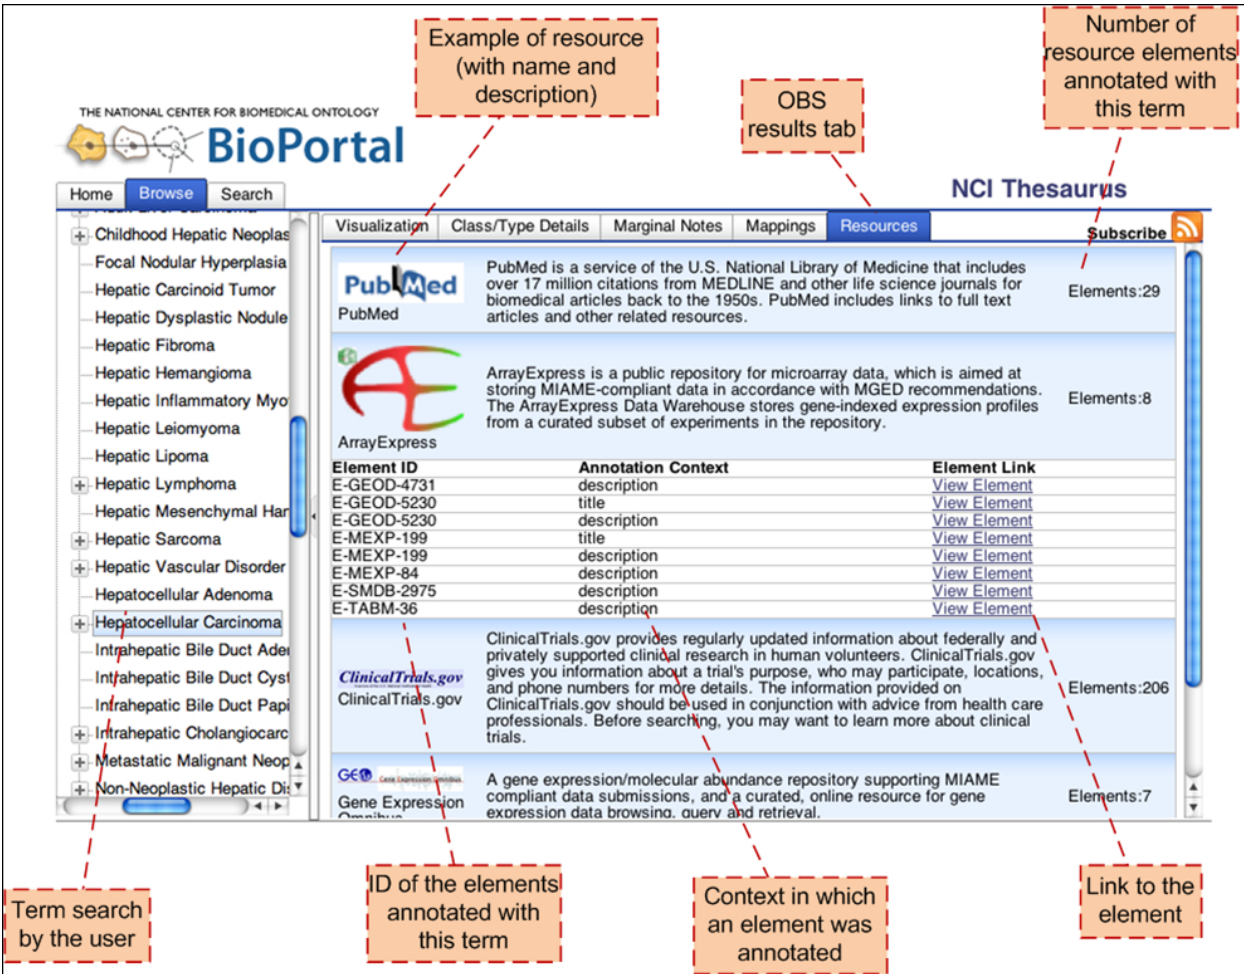 Example of resource
(with name and
description)
OBS
results tab
Number of
resource elements
annotated with
this term
THE NATIONAL CENTER FOR BIOMEDICAL ONTOLOGY
BioPortal
Home Browse Search
NCI Thesaurus
Visualization Class/Type Details Marginal Notes Mappings Resources
Subscribe
Childhood Hepatic Neoplas
Focal Nodular Hyperplasia
Hepatic Carcinoid Tumor
Hepatic Dysplastic Nodule
Hepatic Fibroma
Hepatic Hemangioma
Hepatic Inflammatory Myo
Hepatic Leiomyoma
Hepatic Lipoma
Hepatic Lymphoma
Hepatic Mesenchymal Har
Hepatic Sarcoma
Hepatic Vascular Disorder
Hepatocellular Adenoma
Hepatocellular Carcinoma
Intrahepatic Bile Duct Ader
Intrahepatic Bile Duct Cyst
Intrahepatic Bile Duct Papi
Intrahepatic Cholangiocarc
Metastatic Malignant Neop
Non-Neoplastic Hepatic Dis
PubMed
PubMed
PubMed is a service of the U.S. National Library of Medicine that includes
over 17 million citations from MEDLINE and other life science journals for
biomedical articles back to the 1950s. PubMed includes links to full text
articles and other related resources.
Elements:29
ArrayExpress
ArrayExpress is a public repository for microarray data, which is aimed at
storing MIAME-compliant data in accordance with MGED recommendations.
The ArrayExpress Data Warehouse stores gene-indexed expression profiles
from a curated subset of experiments in the repository.
Elements:8
Element ID Annotation Context Element Link
E-GEOD-4731 description View Element
E-GEOD-5230 title View Element
E-GEOD-5230 description View Element
E-MEXP-199 title View Element
E-MEXP-199 description View Element
E-MEXP-84 description View Element
E-SMDB-2975 description View Element
E-TABM-36 description View Element
ClinicalTrials.gov
ClinicalTrials.gov
ClinicalTrials.gov provides regularly updated information about federally and
privately supported clinical research in human volunteers. ClinicalTrials.gov
gives you information about a trial's purpose, who may participate, locations,
and phone numbers for more details. The information provided on
ClinicalTrials.gov should be used in conjunction with advice from health care
professionals. Before searching, you may want to learn more about clinical
trials.
Elements:206
GEO Gene Expression Omnibus
Gene Expression
Omnibus
A gene expression/molecular abundance repository supporting MIAME
compliant data submissions, and a curated, online resource for gene
expression data browsing, query and retrieval.
Elements:7
Term search
by the user
ID of the elements
annotated with
this term
Context in which
an element was
annotated
Link to the
element